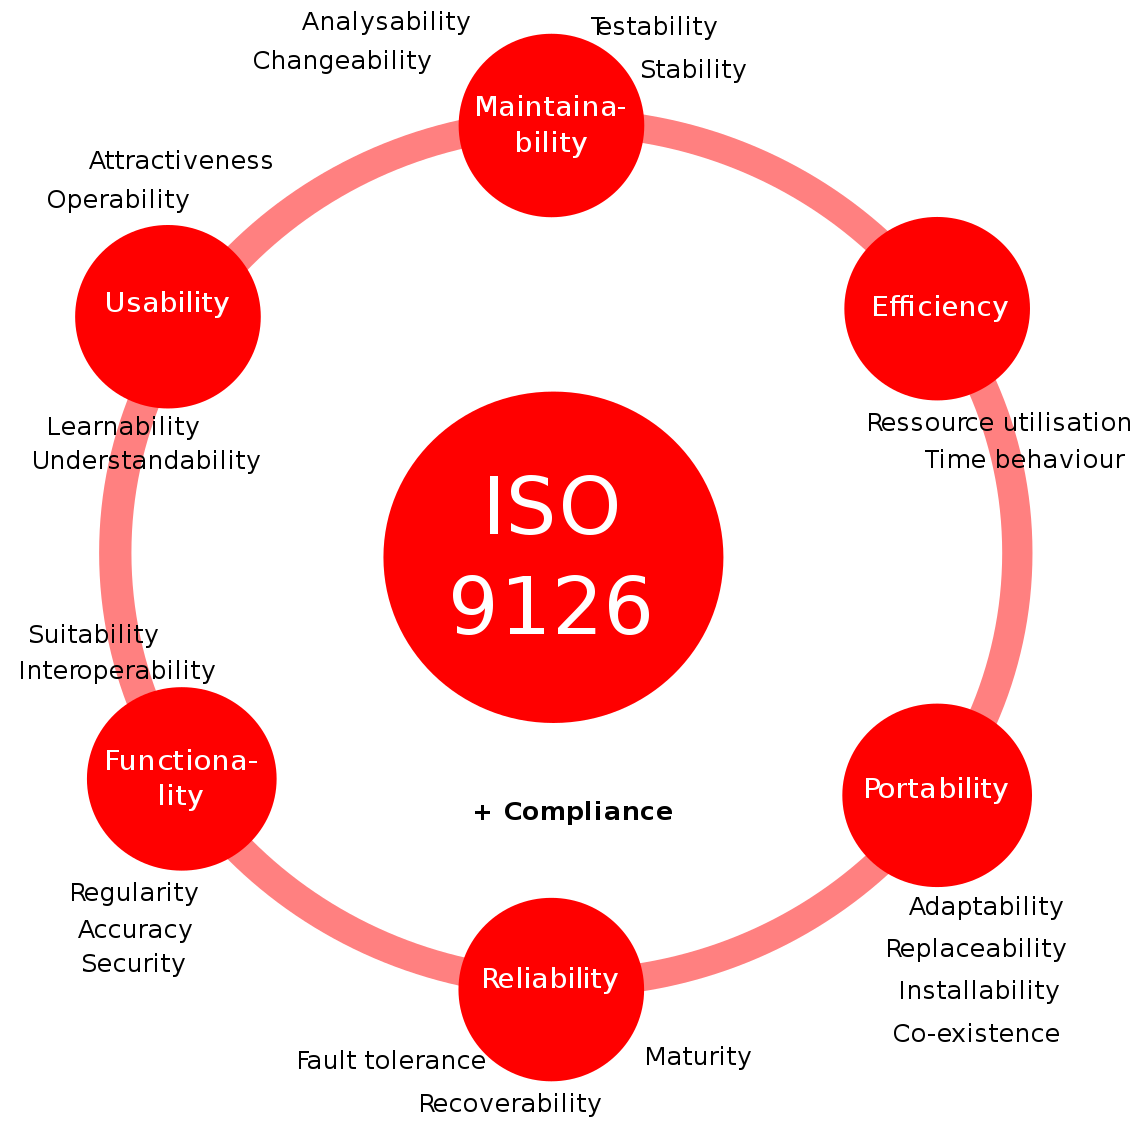 Analysability
Changeability
Testability
Stability
Maintaina-
bility
Attractiveness
Operability
Usability
Learnability
Understandability
Efficiency
Ressource utilisation
Time behaviour
ISO
9126
Suitability
Interoperability
Functiona-
lity
Regularity
Accuracy
Security
+ Compliance
Portability
Adaptability
Replaceability
Installability
Co-existence
Reliability
Fault tolerance
Maturity
Recoverability